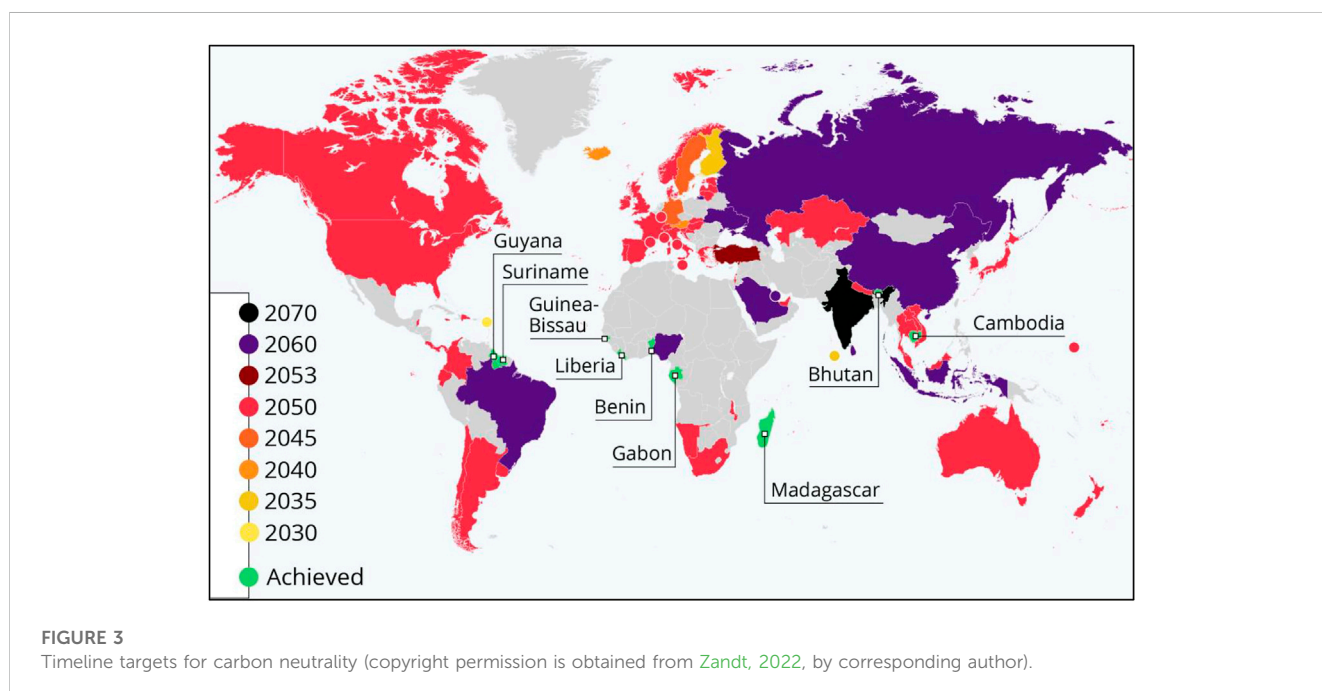 Guyana
Suriname
Guinea-
Bissau
Liberia
Benin
Gabon
Madagascar
Bhutan
Cambodia
2070
2060
2053
2050
2045
2040
2035
2030
Achieved
FIGURE 3
Timeline targets for carbon neutrality (copyright permission is obtained from Zandt, 2022, by corresponding author).